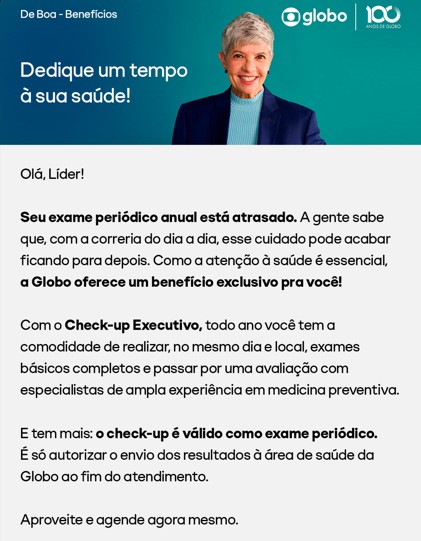 De Boa - Benefícios
globo
100
ANOS DE GLOBO
Dedique um tempo
à sua saúde!
Olá, Líder!
Seu exame periódico anual está atrasado. A gente sabe
que, com a correria do dia a dia, esse cuidado pode acabar
ficando para depois. Como a atenção à saúde é essencial,
a Globo oferece um benefício exclusivo pra você!
Com o Check-up Executivo, todo ano você tem a
comodidade de realizar, no mesmo dia e local, exames
básicos completos e passar por uma avaliação com
especialistas de ampla experiência em medicina preventiva.
E tem mais: o check-up é válido como exame periódico.
É só autorizar o envio dos resultados à área de saúde da
Globo ao fim do atendimento.
Aproveite e agende agora mesmo.